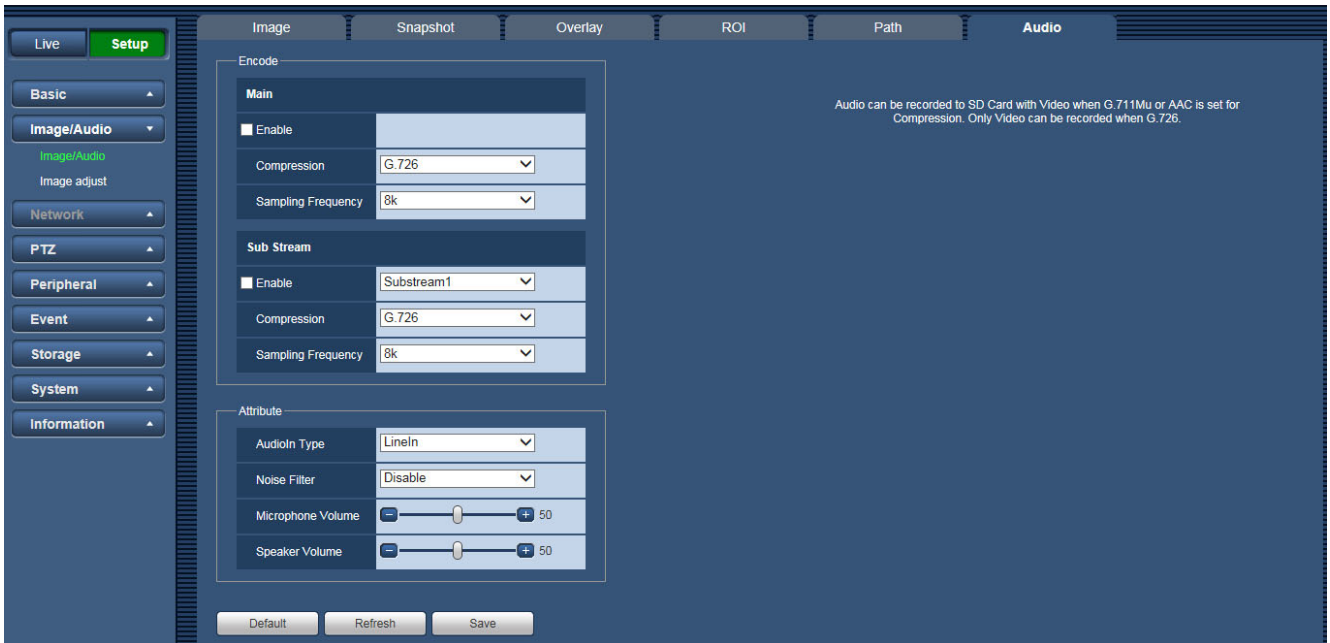 Live Setup
Basic
Image/Audio
Image/Audio
Image adjust
Network
PTZ
Peripheral
Event
Storage
System
Information
Image Snapshot Overlay ROI Path Audio
Encode
Main
Enable
Compression G.726
Sampling Frequency 8k
Sub Stream
Enable Substream1
Compression G.726
Sampling Frequency 8k
Attribute
AudioIn Type LineIn
Noise Filter Disable
Microphone Volume 50
Speaker Volume 50
Default Refresh Save
Audio can be recorded to SD Card with Video when G.711Mu or AAC is set for
Compression. Only Video can be recorded when G.726.